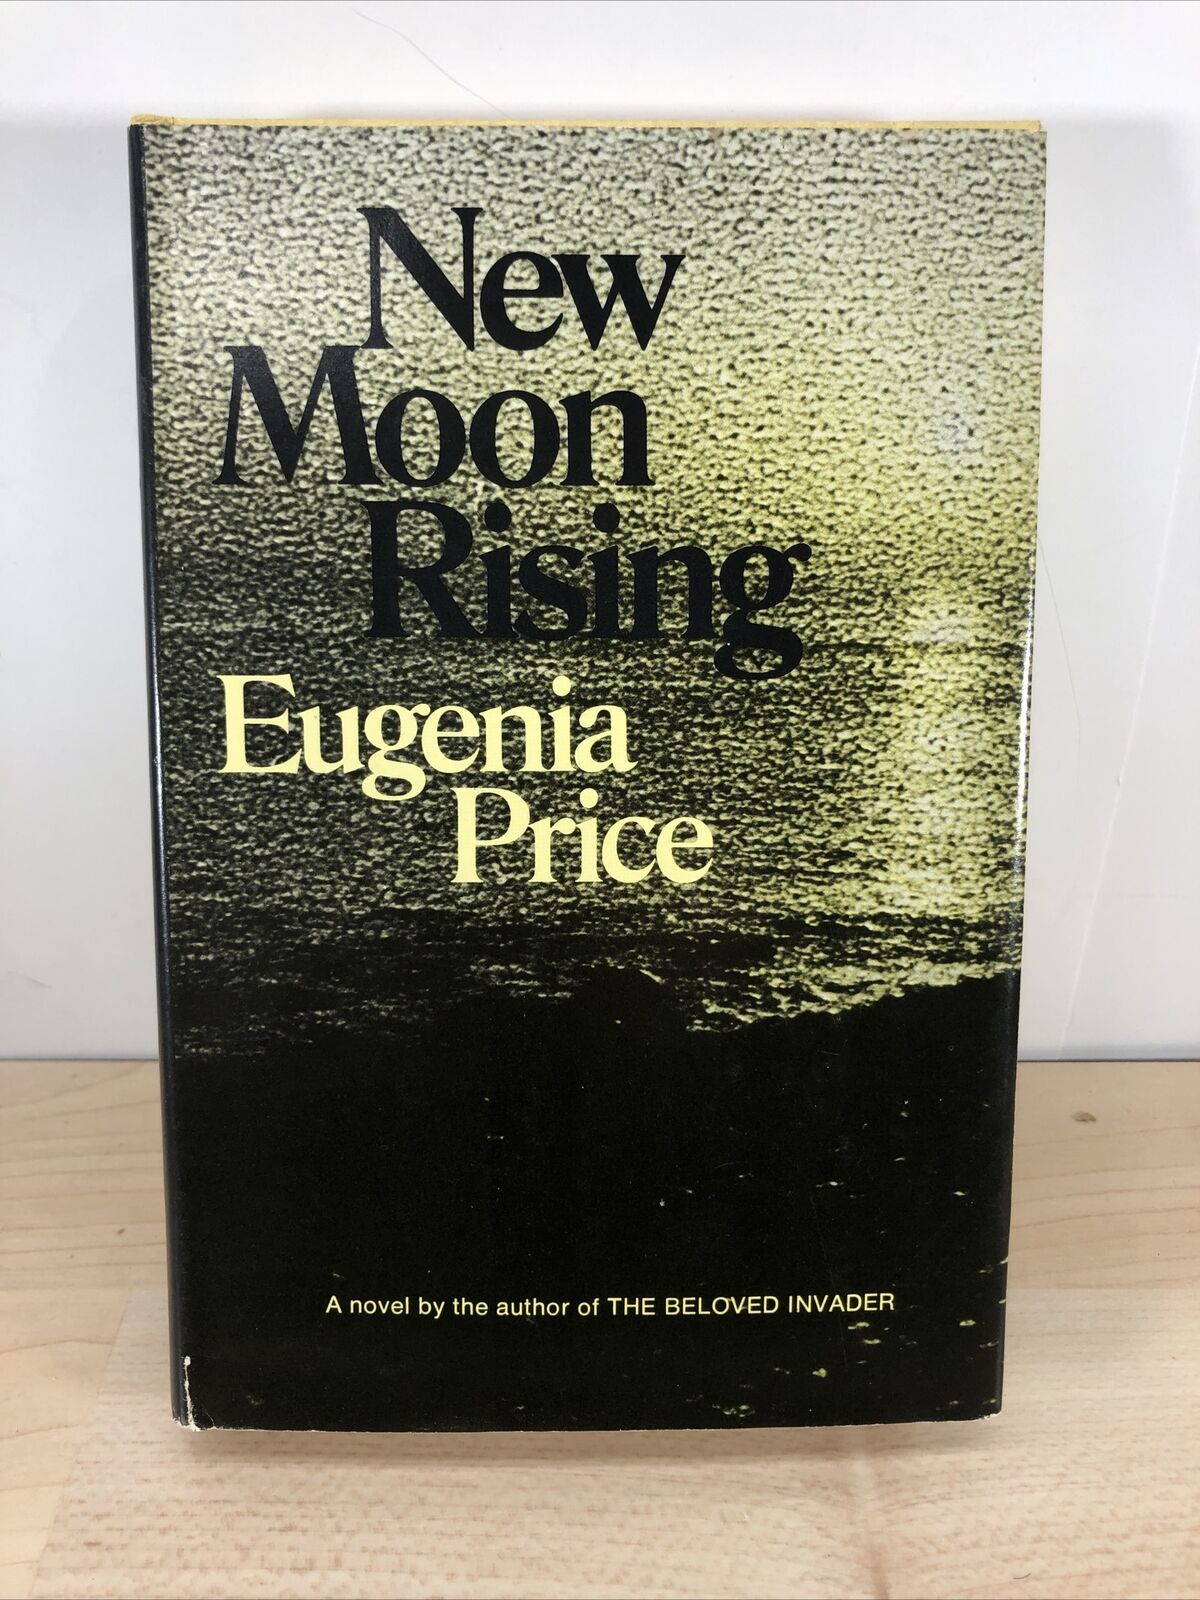 New
Moon
Rising
Eugenia
Price
A novel by the author of THE BELOVED INVADER